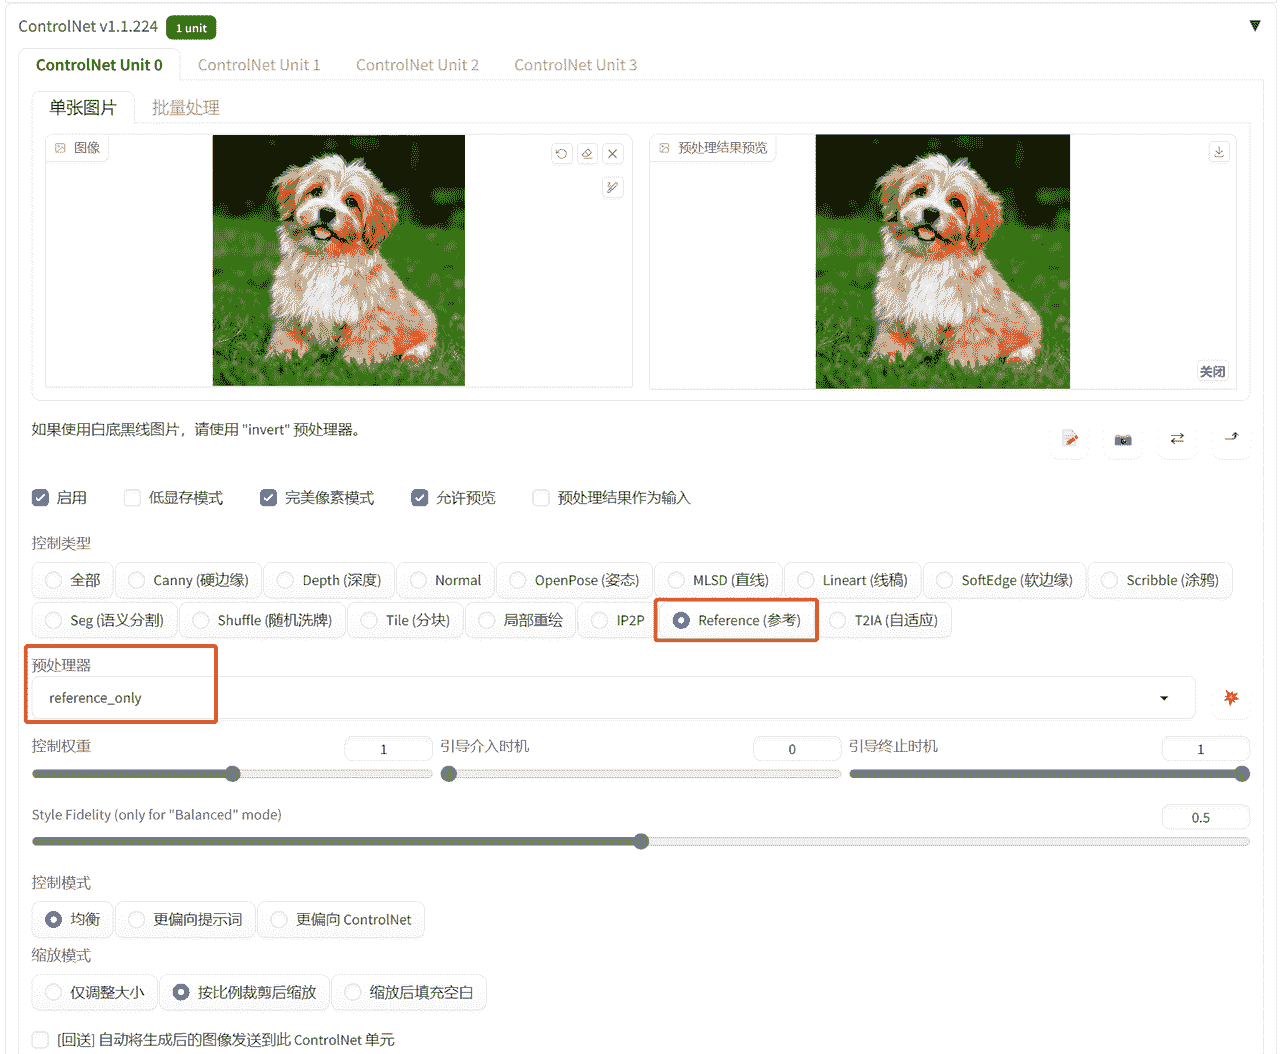 ControlNet v1.1.224 1 unit
ControlNet Unit 0 ControlNet Unit 1 ControlNet Unit 2 ControlNet Unit 3
单张图片 批量处理
图像 预处理结果预览
关闭
如果使用白底黑线图片，请使用 "invert" 预处理器。
启用 低显存模式 完美像素模式 允许预览 预处理结果作为输入
控制类型
全部 Canny (硬边缘) Depth (深度) Normal OpenPose (姿态) MLSD (直线) Lineart (线稿) SoftEdge (软边缘) Scribble (涂鸦)
Seg (语义分割) Shuffle (随机洗牌) Tile (分块) 局部重绘 IP2P Reference (参考) T2IA (自适应)
预处理器
reference_only
控制权重 1 引导介入时机 0 引导终止时机 1
Style Fidelity (only for "Balanced" mode) 0.5
控制模式
均衡 更偏向提示词 更偏向 ControlNet
缩放模式
仅调整大小 按比例裁剪后缩放 缩放后填充空白
[回送] 自动将生成后的图像发送到此 ControlNet 单元